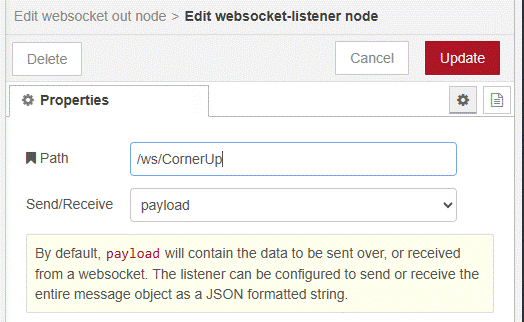 Edit websocket out node > Edit websocket-listener node
Delete
Cancel
Update
Properties
Path
/ws/CornerUp
Send/Receive
payload
By default, payload will contain the data to be sent over, or received
from a websocket. The listener can be configured to send or receive the
entire message object as a JSON formatted string.